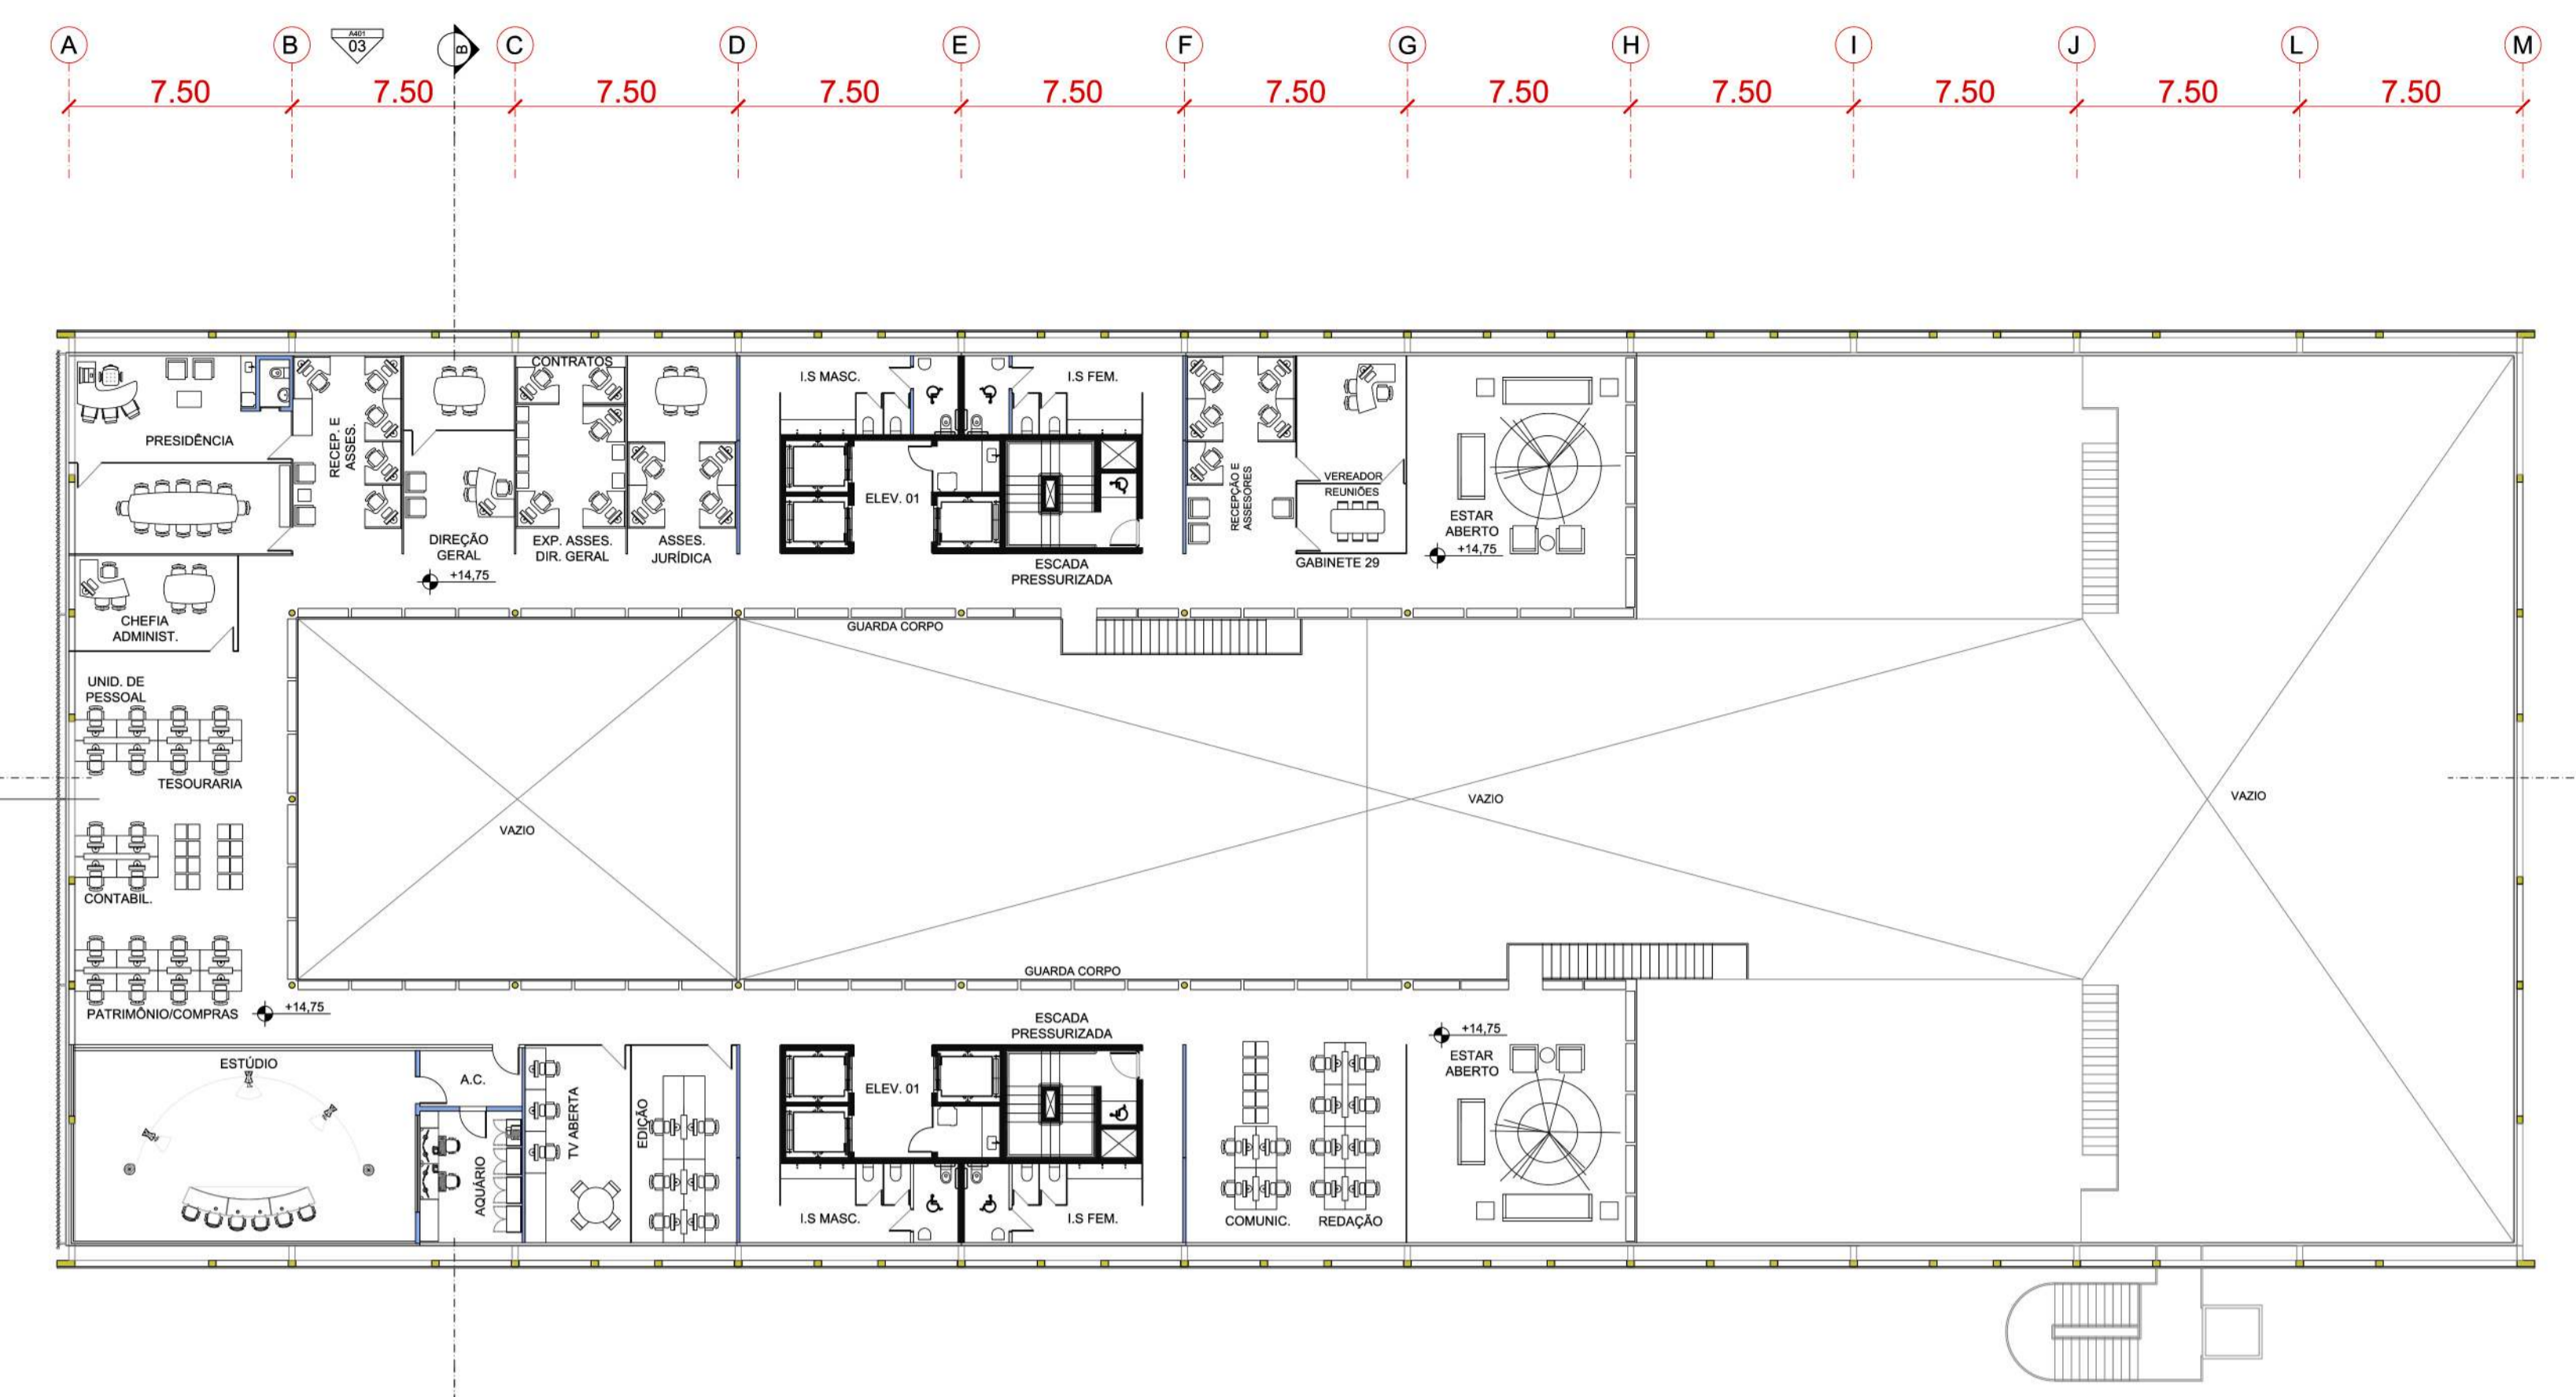 A
B
A401
03
B
C
D
E
F
G
H
I
J
L
M
7.50
7.50
7.50
7.50
7.50
7.50
7.50
7.50
7.50
7.50
7.50
CONTRATOS
I.S MASC.
I.S FEM.
PRESIDÊNCIA
RECEP. E
ASSES.
RECEPÇÃO E
ASSESORES
VEREADOR
REUNIÕES
ELEV. 01
ESTAR
ABERTO
+14,75
DIREÇÃO
GERAL
+14,75
EXP. ASSES.
DIR. GERAL
ASSES.
JURÍDICA
ESCADA
PRESSURIZADA
GABINETE 29
CHEFIA
ADMINIST.
GUARDA CORPO
UNID. DE
PESSOAL
TESOURARIA
VAZIO
VAZIO
VAZIO
CONTABIL.
GUARDA CORPO
PATRIMÔNIO/COMPRAS
+14,75
ESCADA
PRESSURIZADA
+14,75
ESTAR
ABERTO
ESTÚDIO
A.C.
ELEV. 01
TV ABERTA
EDIÇÃO
AQUÁRIO
I.S MASC.
I.S FEM.
COMUNIC.
REDAÇÃO